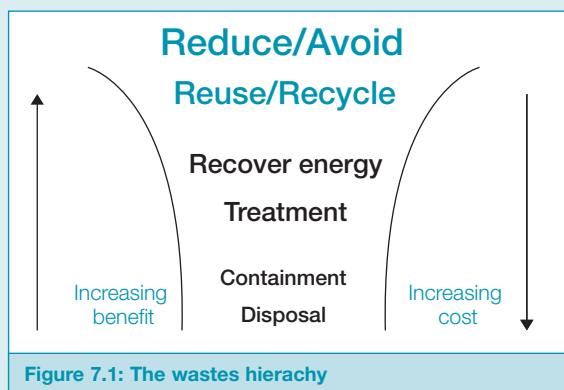 Reduce/Avoid
Reuse/Recycle
Recover energy
Treatment
Containment
Disposal
Increasing
benefit
Increasing
cost
Figure 7.1: The wastes hierachy